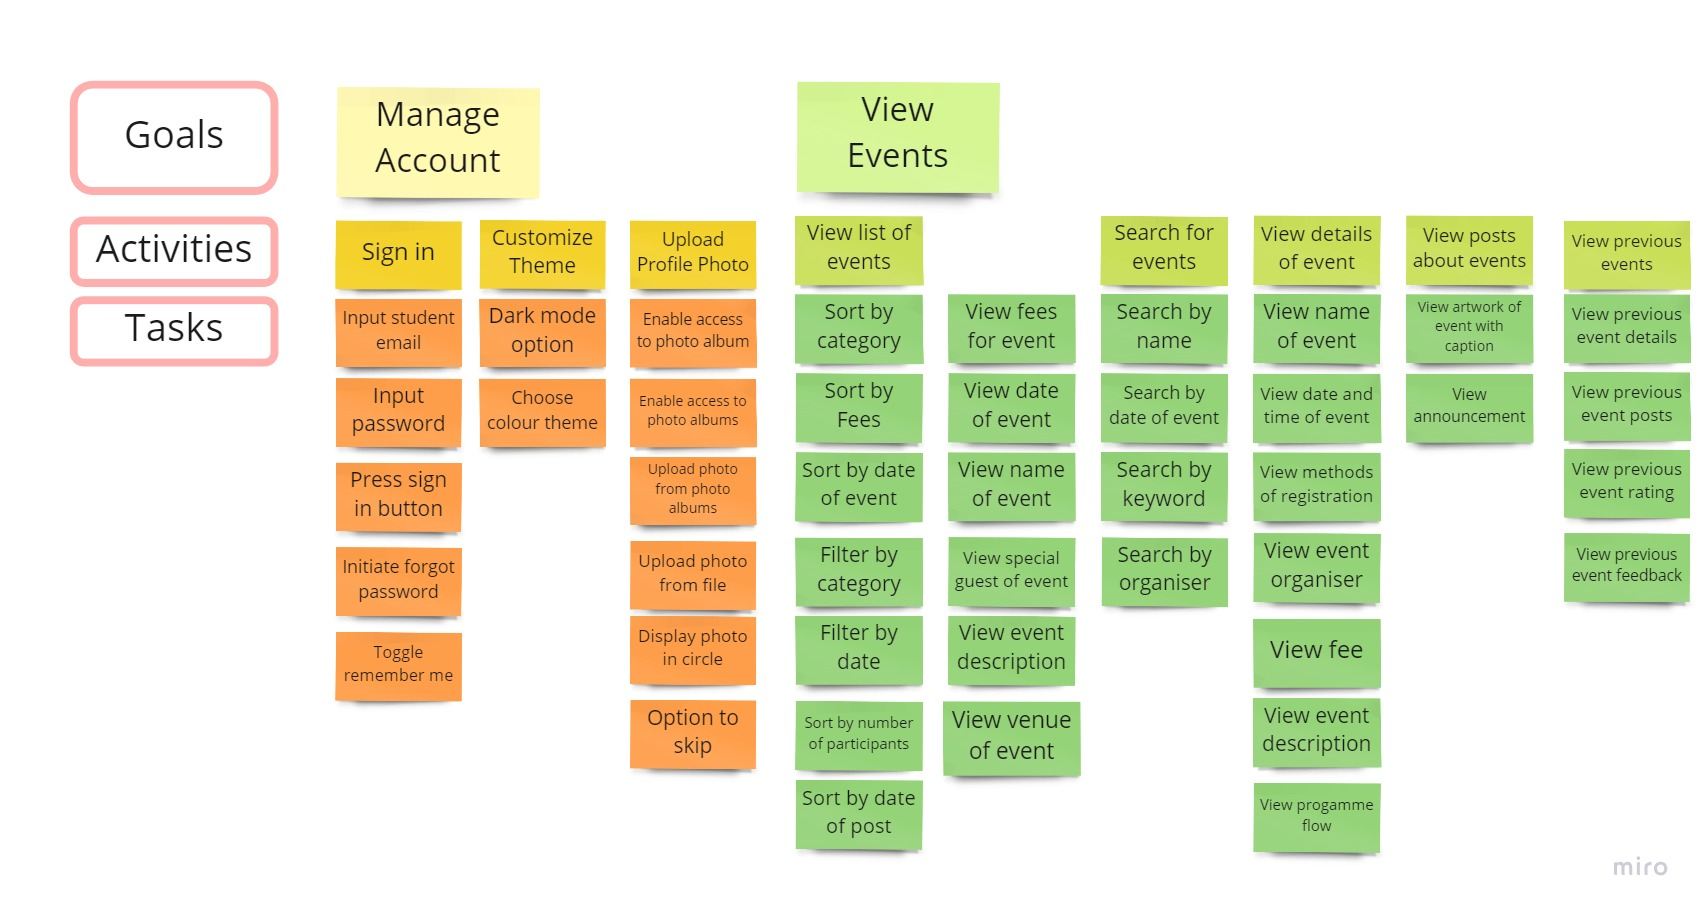 Goals
Manage
Account
View
Events
Activities
Sign in
Customize
Theme
Upload
Profile Photo
View list of
events
Search for
events
View details
of event
View posts
about events
View previous
events
Tasks
Input student
email
Input
password
Press sign
in button
Initiate forgot
password
Toggle
remember me
Dark mode
option
Choose
colour theme
Enable access
to photo album
Enable access to
photo albums
Upload photo
from photo
albums
Upload photo
from file
Display photo
in circle
Option to
skip
Sort by
category
Sort by
Fees
Sort by date
of event
Filter by
category
Filter by
date
Sort by number
of participants
Sort by date
of post
View fees
for event
View date
of event
View name
of event
View special
guest of event
View event
description
View venue
of event
Search by
name
Search by
date of event
Search by
keyword
Search by
organiser
View name
of event
View date and
time of event
View methods
of registration
View event
organiser
View fee
View event
description
View progamme
flow
View artwork of
event with
caption
View
announcement
View previous
event details
View previous
event posts
View previous
event rating
View previous
event feedback
miro